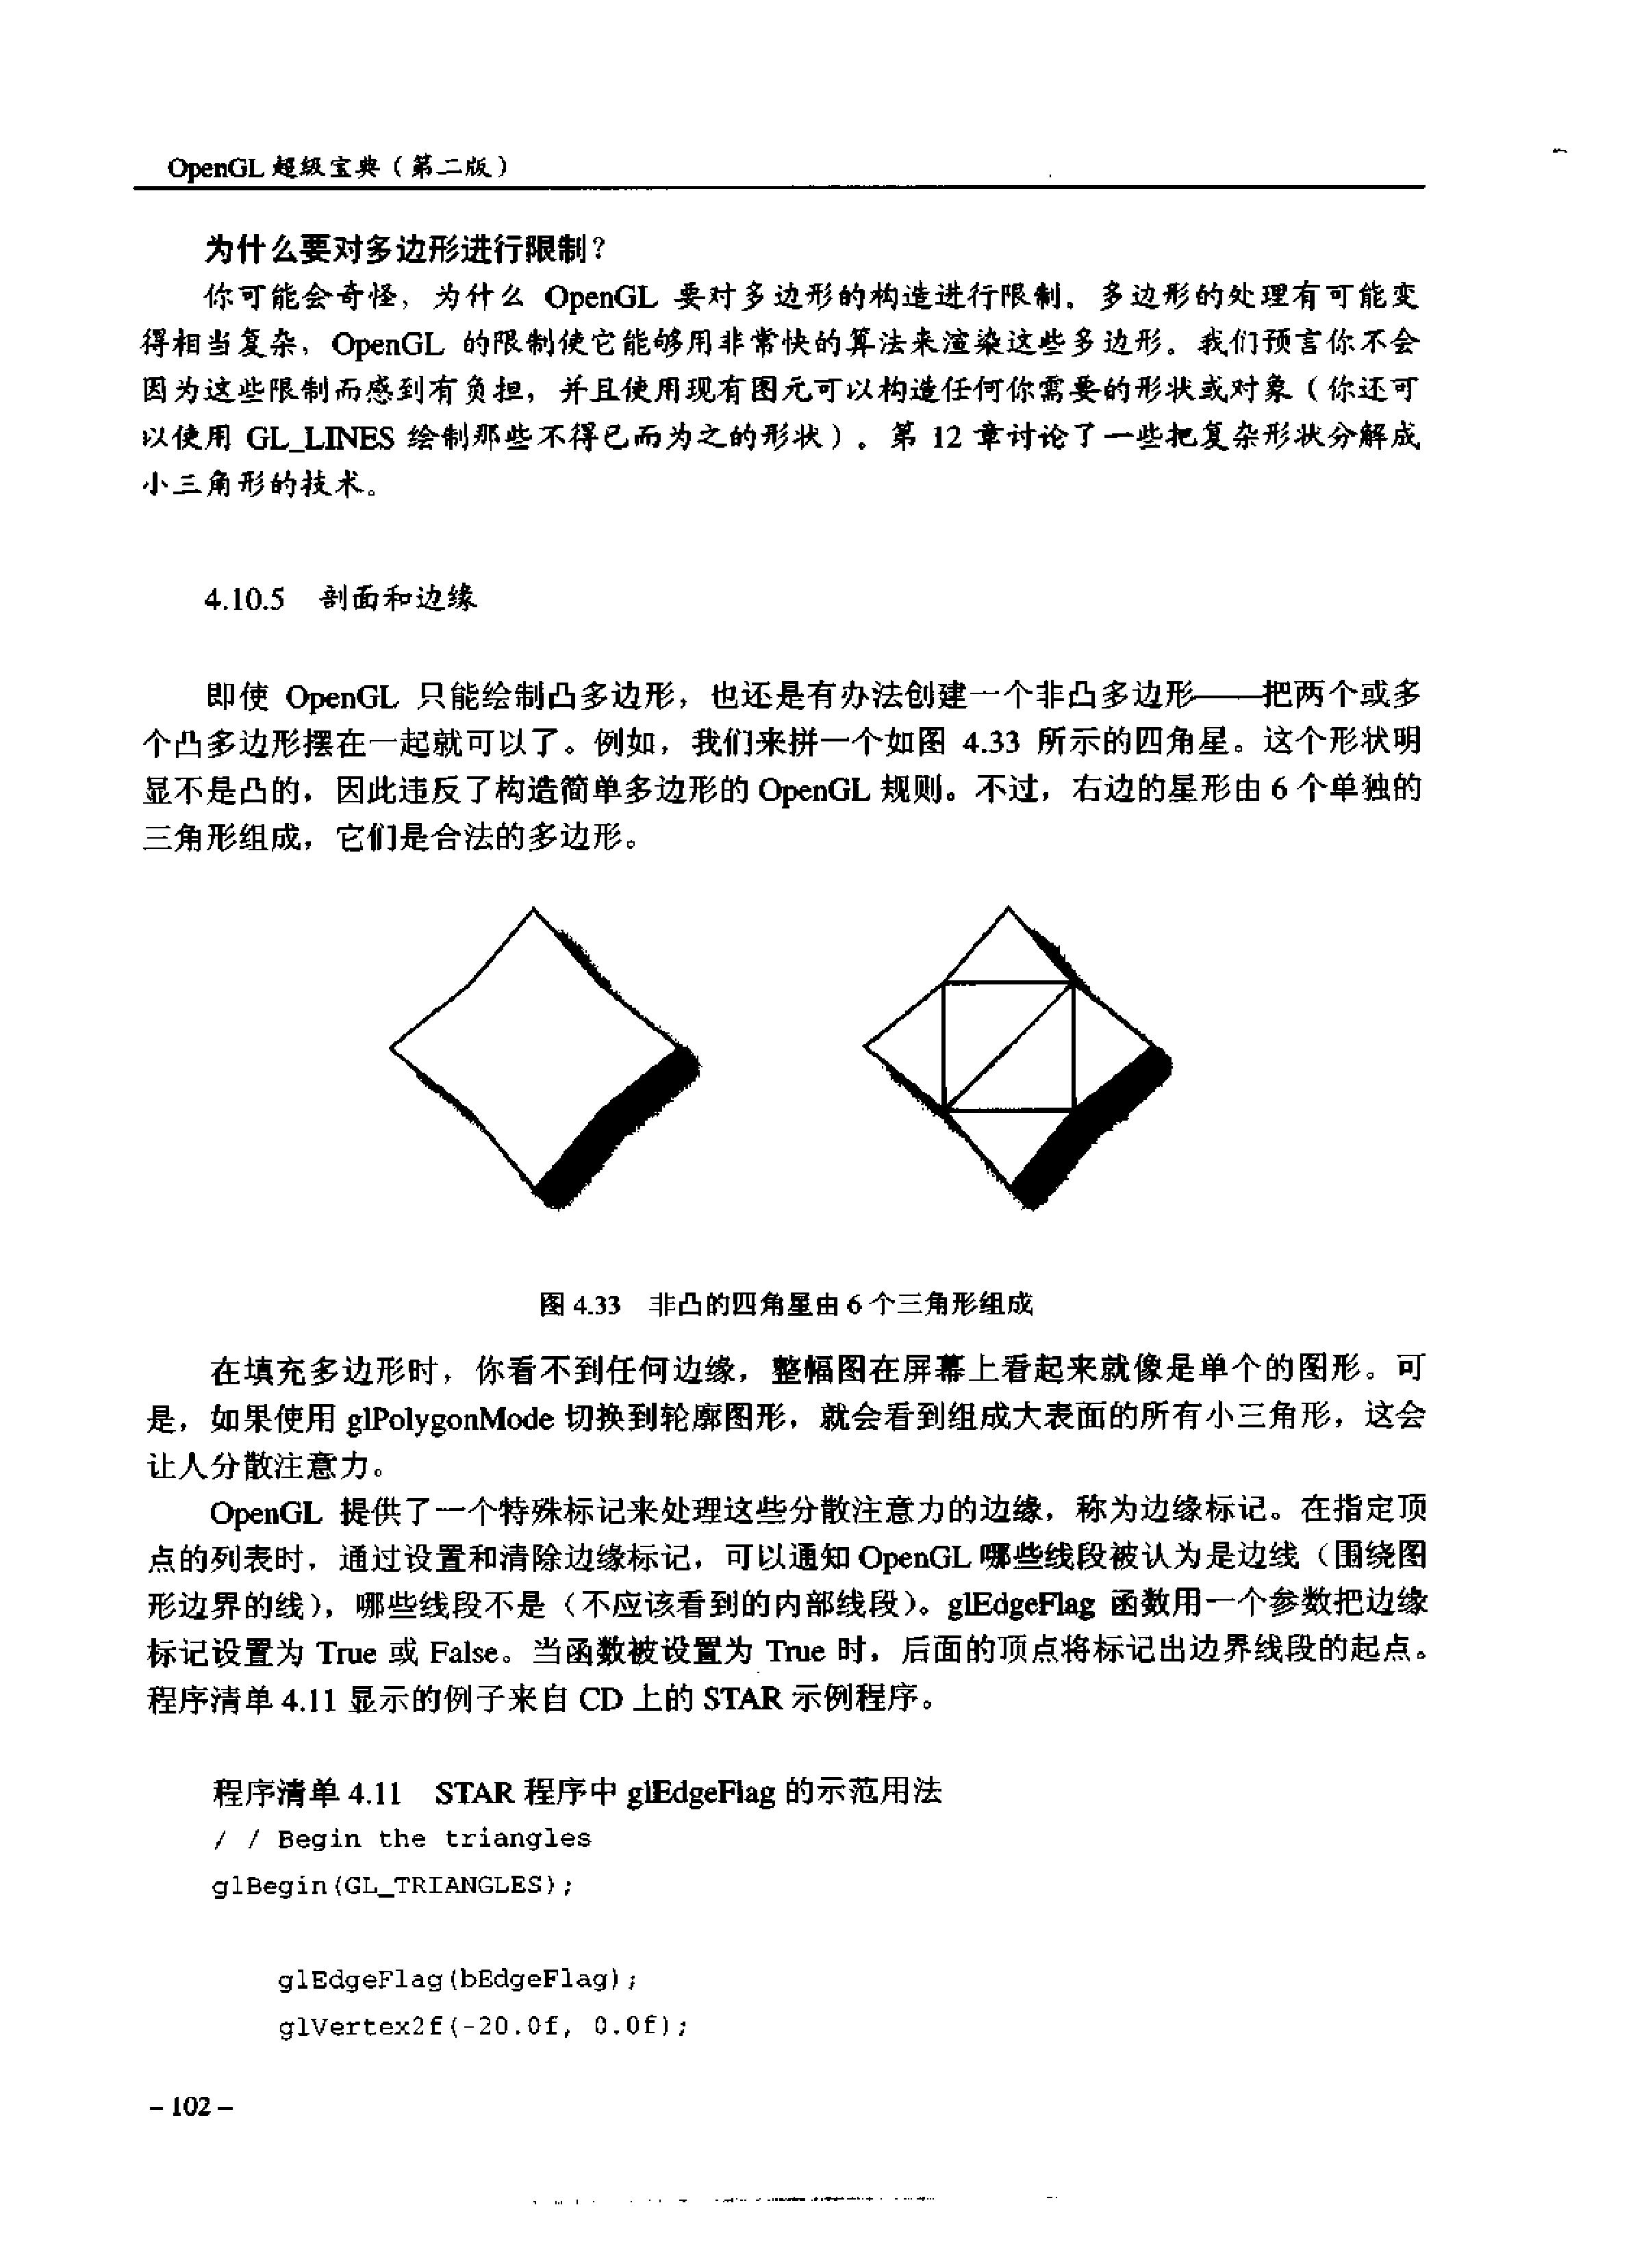 OpenGL 超级宝典（第二版）
为什么要对多边形进行限制？
你可能会奇怪，为什么 OpenGL 要对多边形的构造进行限制。多边形的处理有可能变
得相当复杂，OpenGL 的限制使它能够用非常快的算法来渲染这些多边形。我们预言你不会
因为这些限制而感到有负担，并且使用现有图元可以构造任何你需要的形状或对象（你还可
以使用 GL_LINES 绘制那些不得已而为之的形状）。第 12 章讨论了一些把复杂形状分解成
小三角形的技术。
4.10.5 剖面和边缘
即使 OpenGL 只能绘制凸多边形，也还是有办法创建一个非凸多边形——把两个或多
个凸多边形摆在一起就可以了。例如，我们来拼一个如图 4.33 所示的四角星。这个形状明
显不是凸的，因此违反了构造简单多边形的 OpenGL 规则。不过，右边的星形由 6 个单独的
三角形组成，它们是合法的多边形。
图 4.33 非凸的四角星由 6 个三角形组成
在填充多边形时，你看不到任何边缘，整幅图在屏幕上看起来就像是单个的图形。可
是，如果使用 glPolygonMode 切换到轮廓图形，就会看到组成大表面的所有小三角形，这会
让人分散注意力。
OpenGL 提供了一个特殊标记来处理这些分散注意力的边缘，称为边缘标记。在指定顶
点的列表时，通过设置和清除边缘标记，可以通知 OpenGL 哪些线段被认为是边线（围绕图
形边界的线），哪些线段不是（不应该看到的内部线段）。glEdgeFlag 函数用一个参数把边缘
标记设置为 True 或 False。当函数被设置为 True 时，后面的顶点将标记出边界线段的起点。
程序清单 4.11 显示的例子来自 CD 上的 STAR 示例程序。
程序清单 4.11 STAR 程序中 glEdgeFlag 的示范用法
/ / Begin the triangles
glBegin(GL_TRIANGLES);
glEdgeFlag(bEdgeFlag);
glVertex2f(-20.0f, 0.0f);
– 102 –